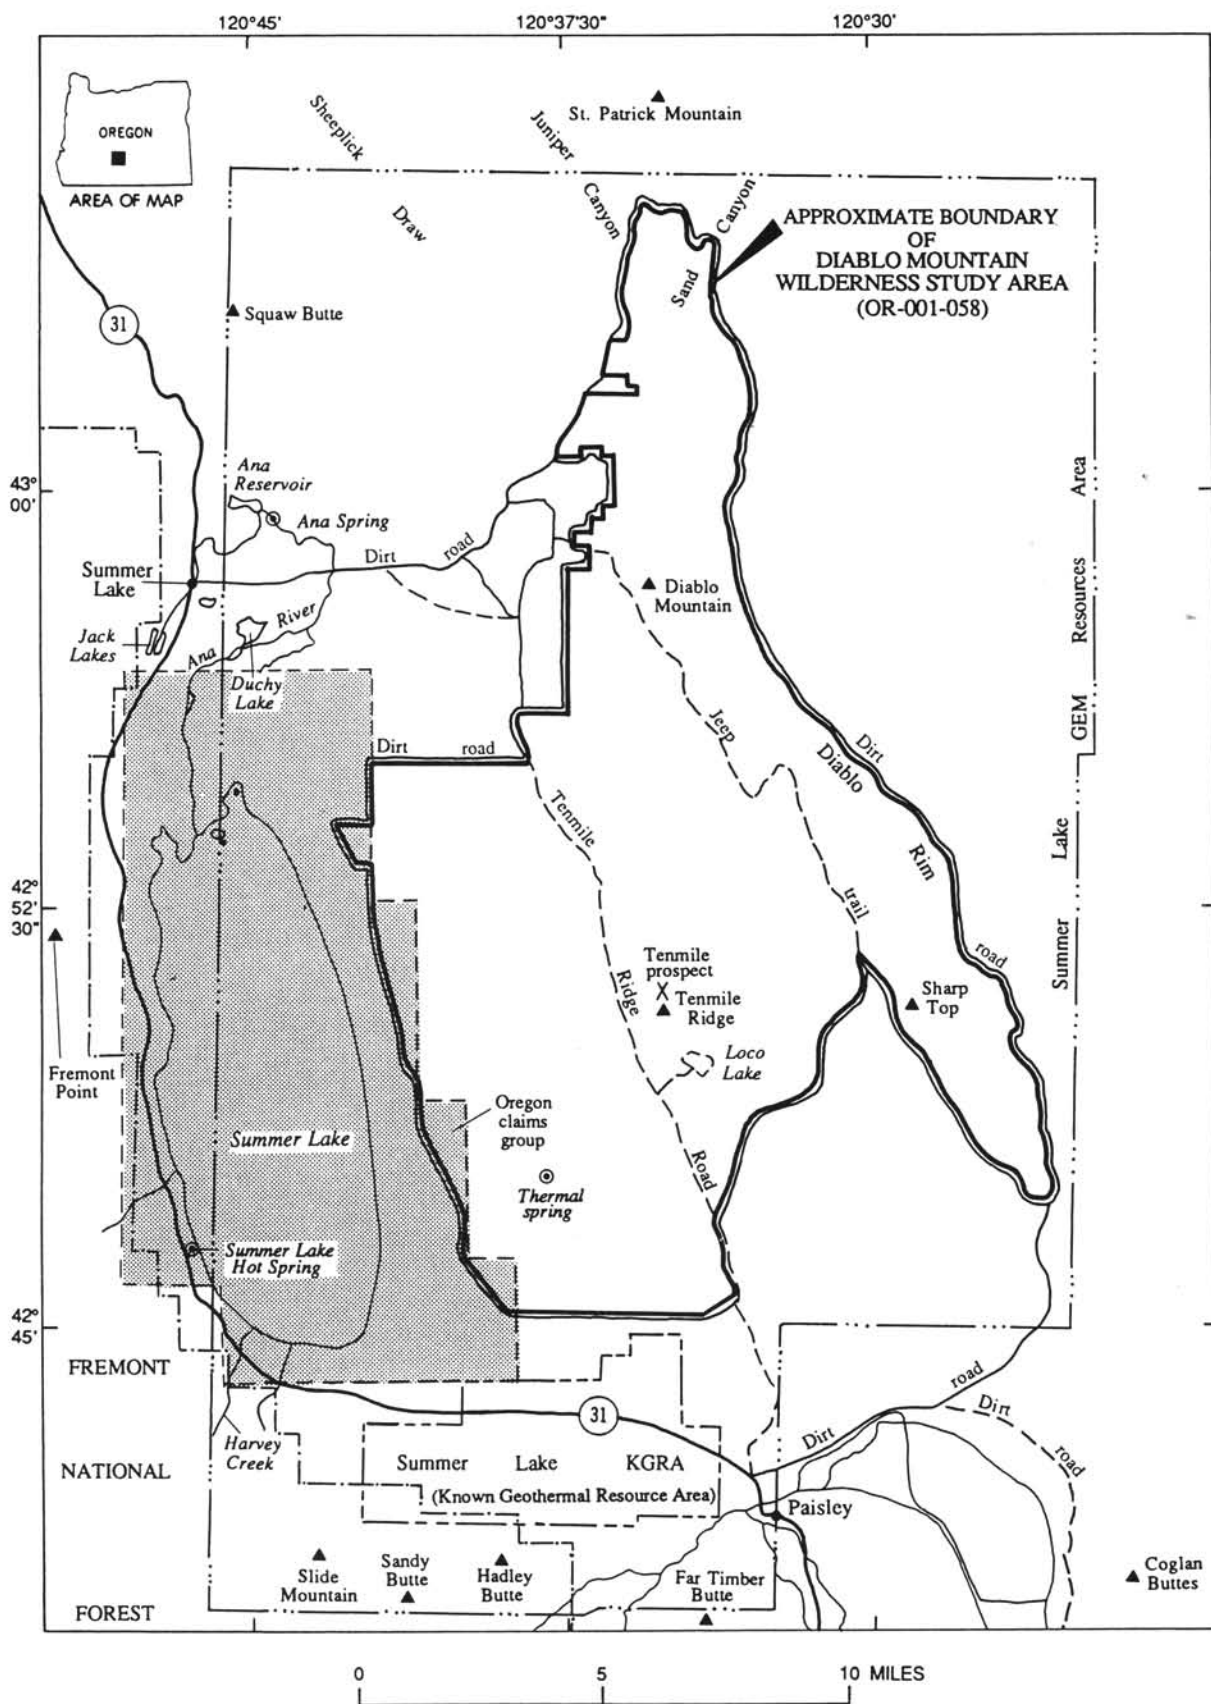 120°45'
120°37'30"
120°30'
OREGON
AREA OF MAP
St. Patrick Mountain
Sheeplick
Draw
Juniper
Canyon
Sand
Canyon
APPROXIMATE BOUNDARY
OF
DIABLO MOUNTAIN
WILDERNESS STUDY AREA
(OR-001-058)
31
Squaw Butte
43°
00'
Ana
Reservoir
Ana Spring
Dirt road
Summer
Lake
Jack
Lakes
Ana River
Duchy
Lake
Diablo
Mountain
Summer Lake GEM Resources Area
Dirt road
Jeep trail
Dirt road
Diablo Rim
Tenmile Ridge Road
42°
52'
30"
Fremont
Point
Tenmile
prospect
Tenmile
Ridge
Sharp
Top
Loco
Lake
Oregon
claims
group
Summer Lake
Thermal
spring
Summer Lake
Hot Spring
42°
45'
FREMONT
NATIONAL
FOREST
Harvey
Creek
31
Summer Lake KGRA
(Known Geothermal Resource Area)
Dirt road
Dirt road
Paisley
Slide
Mountain
Sandy
Butte
Hadley
Butte
Far Timber
Butte
Coglan
Buttes
0 5 10 MILES